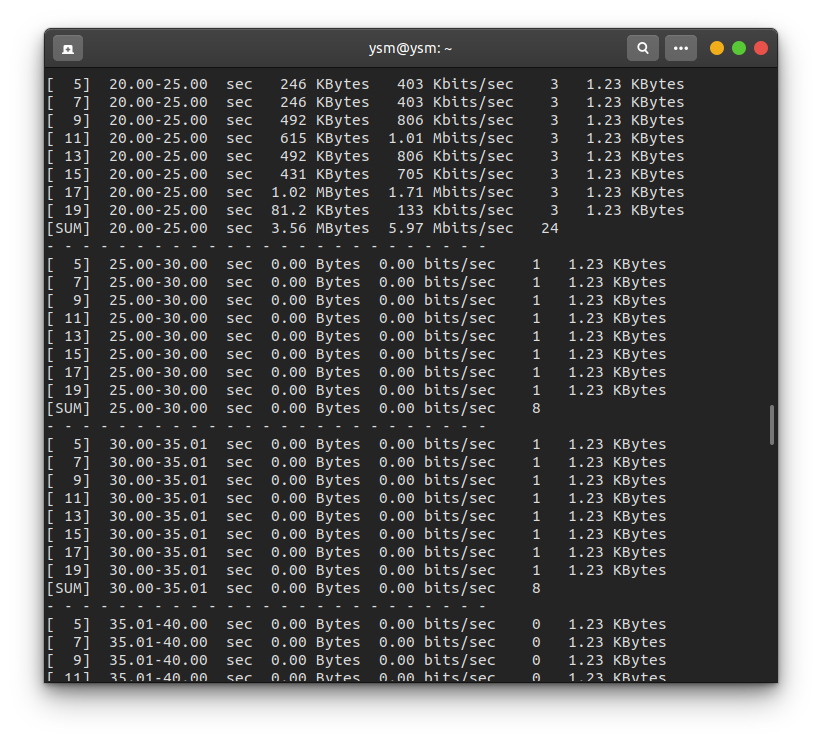 ysm@ysm: ~
[  5]  20.00-25.00  sec   246 KBytes   403 Kbits/sec    3   1.23 KBytes
[  7]  20.00-25.00  sec   246 KBytes   403 Kbits/sec    3   1.23 KBytes
[  9]  20.00-25.00  sec   492 KBytes   806 Kbits/sec    3   1.23 KBytes
[ 11]  20.00-25.00  sec   615 KBytes  1.01 Mbits/sec    3   1.23 KBytes
[ 13]  20.00-25.00  sec   492 KBytes   806 Kbits/sec    3   1.23 KBytes
[ 15]  20.00-25.00  sec   431 KBytes   705 Kbits/sec    3   1.23 KBytes
[ 17]  20.00-25.00  sec  1.02 MBytes  1.71 Mbits/sec    3   1.23 KBytes
[ 19]  20.00-25.00  sec  81.2 KBytes   133 Kbits/sec    3   1.23 KBytes
[SUM]  20.00-25.00  sec  3.56 MBytes  5.97 Mbits/sec   24
- - - - - - - - - - - - - - - - - - - - - - - - -
[  5]  25.00-30.00  sec  0.00 Bytes  0.00 bits/sec    1   1.23 KBytes
[  7]  25.00-30.00  sec  0.00 Bytes  0.00 bits/sec    1   1.23 KBytes
[  9]  25.00-30.00  sec  0.00 Bytes  0.00 bits/sec    1   1.23 KBytes
[ 11]  25.00-30.00  sec  0.00 Bytes  0.00 bits/sec    1   1.23 KBytes
[ 13]  25.00-30.00  sec  0.00 Bytes  0.00 bits/sec    1   1.23 KBytes
[ 15]  25.00-30.00  sec  0.00 Bytes  0.00 bits/sec    1   1.23 KBytes
[ 17]  25.00-30.00  sec  0.00 Bytes  0.00 bits/sec    1   1.23 KBytes
[ 19]  25.00-30.00  sec  0.00 Bytes  0.00 bits/sec    1   1.23 KBytes
[SUM]  25.00-30.00  sec  0.00 Bytes  0.00 bits/sec    8
- - - - - - - - - - - - - - - - - - - - - - - - -
[  5]  30.00-35.01  sec  0.00 Bytes  0.00 bits/sec    1   1.23 KBytes
[  7]  30.00-35.01  sec  0.00 Bytes  0.00 bits/sec    1   1.23 KBytes
[  9]  30.00-35.01  sec  0.00 Bytes  0.00 bits/sec    1   1.23 KBytes
[ 11]  30.00-35.01  sec  0.00 Bytes  0.00 bits/sec    1   1.23 KBytes
[ 13]  30.00-35.01  sec  0.00 Bytes  0.00 bits/sec    1   1.23 KBytes
[ 15]  30.00-35.01  sec  0.00 Bytes  0.00 bits/sec    1   1.23 KBytes
[ 17]  30.00-35.01  sec  0.00 Bytes  0.00 bits/sec    1   1.23 KBytes
[ 19]  30.00-35.01  sec  0.00 Bytes  0.00 bits/sec    1   1.23 KBytes
[SUM]  30.00-35.01  sec  0.00 Bytes  0.00 bits/sec    8
- - - - - - - - - - - - - - - - - - - - - - - - -
[  5]  35.01-40.00  sec  0.00 Bytes  0.00 bits/sec    0   1.23 KBytes
[  7]  35.01-40.00  sec  0.00 Bytes  0.00 bits/sec    0   1.23 KBytes
[  9]  35.01-40.00  sec  0.00 Bytes  0.00 bits/sec    0   1.23 KBytes
[ 11]  35.01-40.00  sec  0.00 Bytes  0.00 bits/sec    0   1.23 KBytes